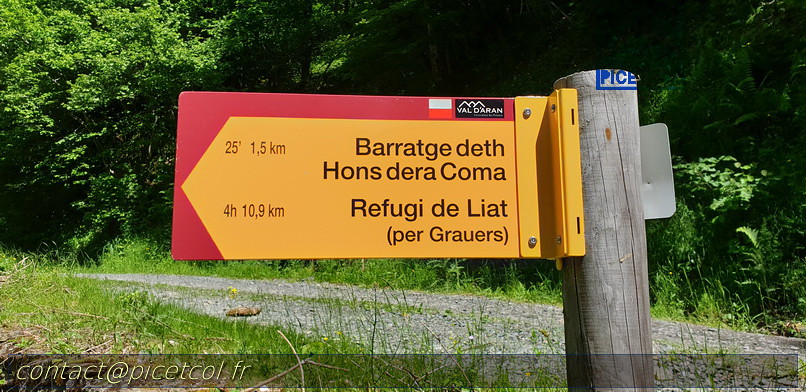 PICE
VAL D'ARAN
25' 1,5 km Barratge deth
Hons dera Coma
4h 10,9 km Refugi de Liat
(per Grauers)
contact@picetcol.fr